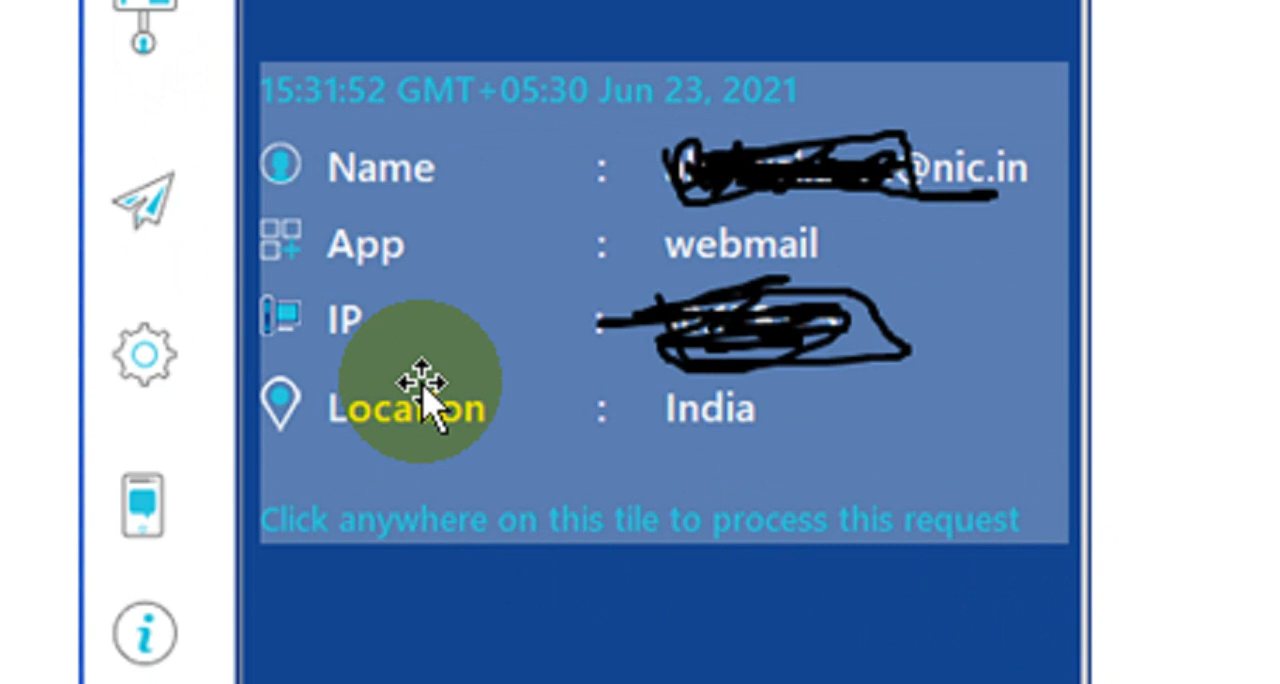 15:31:52 GMT+05:30 Jun 23, 2021
Name : @nic.in
App : webmail
IP :
Location : India
Click anywhere on this tile to process this request